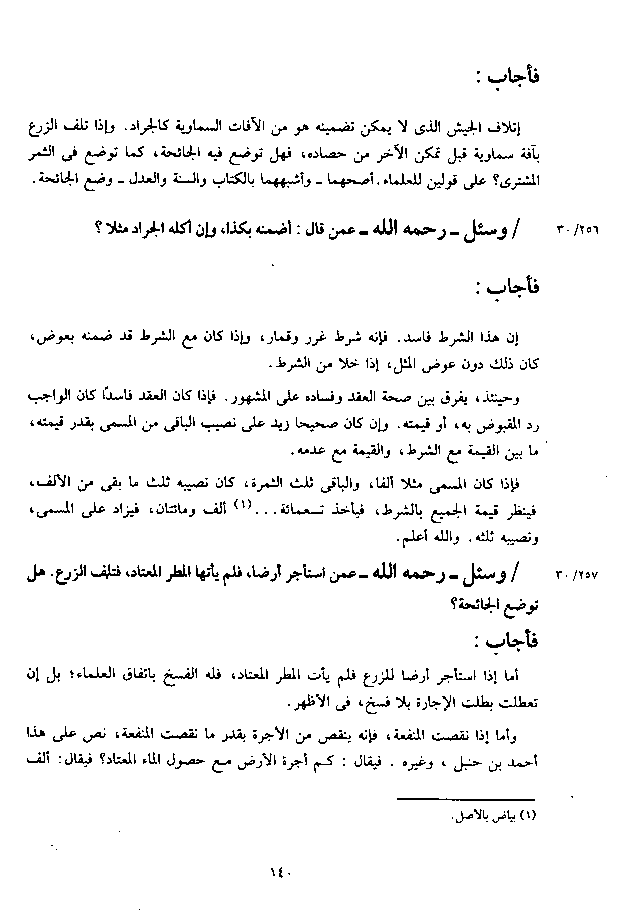 فأجاب :
إتلاف الجيش الذى لا يمكن تضمينه هو من الآفات السماوية كالجراد. وإذا تلف الزرع
بآفة سماوية قبل تمكن الآخر من حصاده، فهل توضع فيه الجائحة، كما توضع فى الثمر
المشترى؟ على قولين للعلماء. أصحهما ـ وأشبههما بالكتاب والسنة والعدل ـ وضع الجائحة.
٣٠/٢٥٦ / وسئل ـ رحمه الله ـ عمن قال : أضمنه بكذا، وإن أكله الجراد مثلا ؟
فأجاب :
إن هذا الشرط فاسد. فإنه شرط غرر وقمار، وإذا كان مع الشرط قد ضمنه بعوض،
كان ذلك دون عوض المثل، إذا خلا من الشرط.
وحينئذ، يفرق بين صحة العقد وفساده على المشهور. فإذا كان العقد فاسدًا كان الواجب
رد المقبوض به، أو قيمته. وإن كان صحيحا زيد على نصيب الباقى من المسمى بقدر قيمته،
ما بين القيمة مع الشرط، والقيمة مع عدمه.
فإذا كان المسمى مثلا ألفا، والباقى ثلث الثمرة، كان نصيبه ثلث ما بقى من الألف،
فينظر قيمة الجميع بالشرط، فيأخذ تسعمائة...(١) ألف ومائتان، فيزاد على المسمى،
ونصيبه ثلثه. والله أعلم.
٣٠/٢٥٧ / وسئل ـ رحمه الله ـ عمن استأجر أرضا، فلم يأتها المطر المعتاد، فتلف الزرع. هل
توضع الجائحة؟
فأجاب :
أما إذا استأجر أرضا للزرع فلم يأت المطر المعتاد، فله الفسخ باتفاق العلماء؛ بل إن
تعطلت بطلت الإجارة بلا فسخ، فى الأظهر.
وأما إذا نقصت المنفعة، فإنه ينقص من الأجرة بقدر ما نقصت المنفعة، نص على هذا
أحمد بن حنبل ، وغيره . فيقال : كم أجرة الأرض مع حصول الماء المعتاد؟ فيقال: ألف
(١) بياض بالأصل.
١٤٠